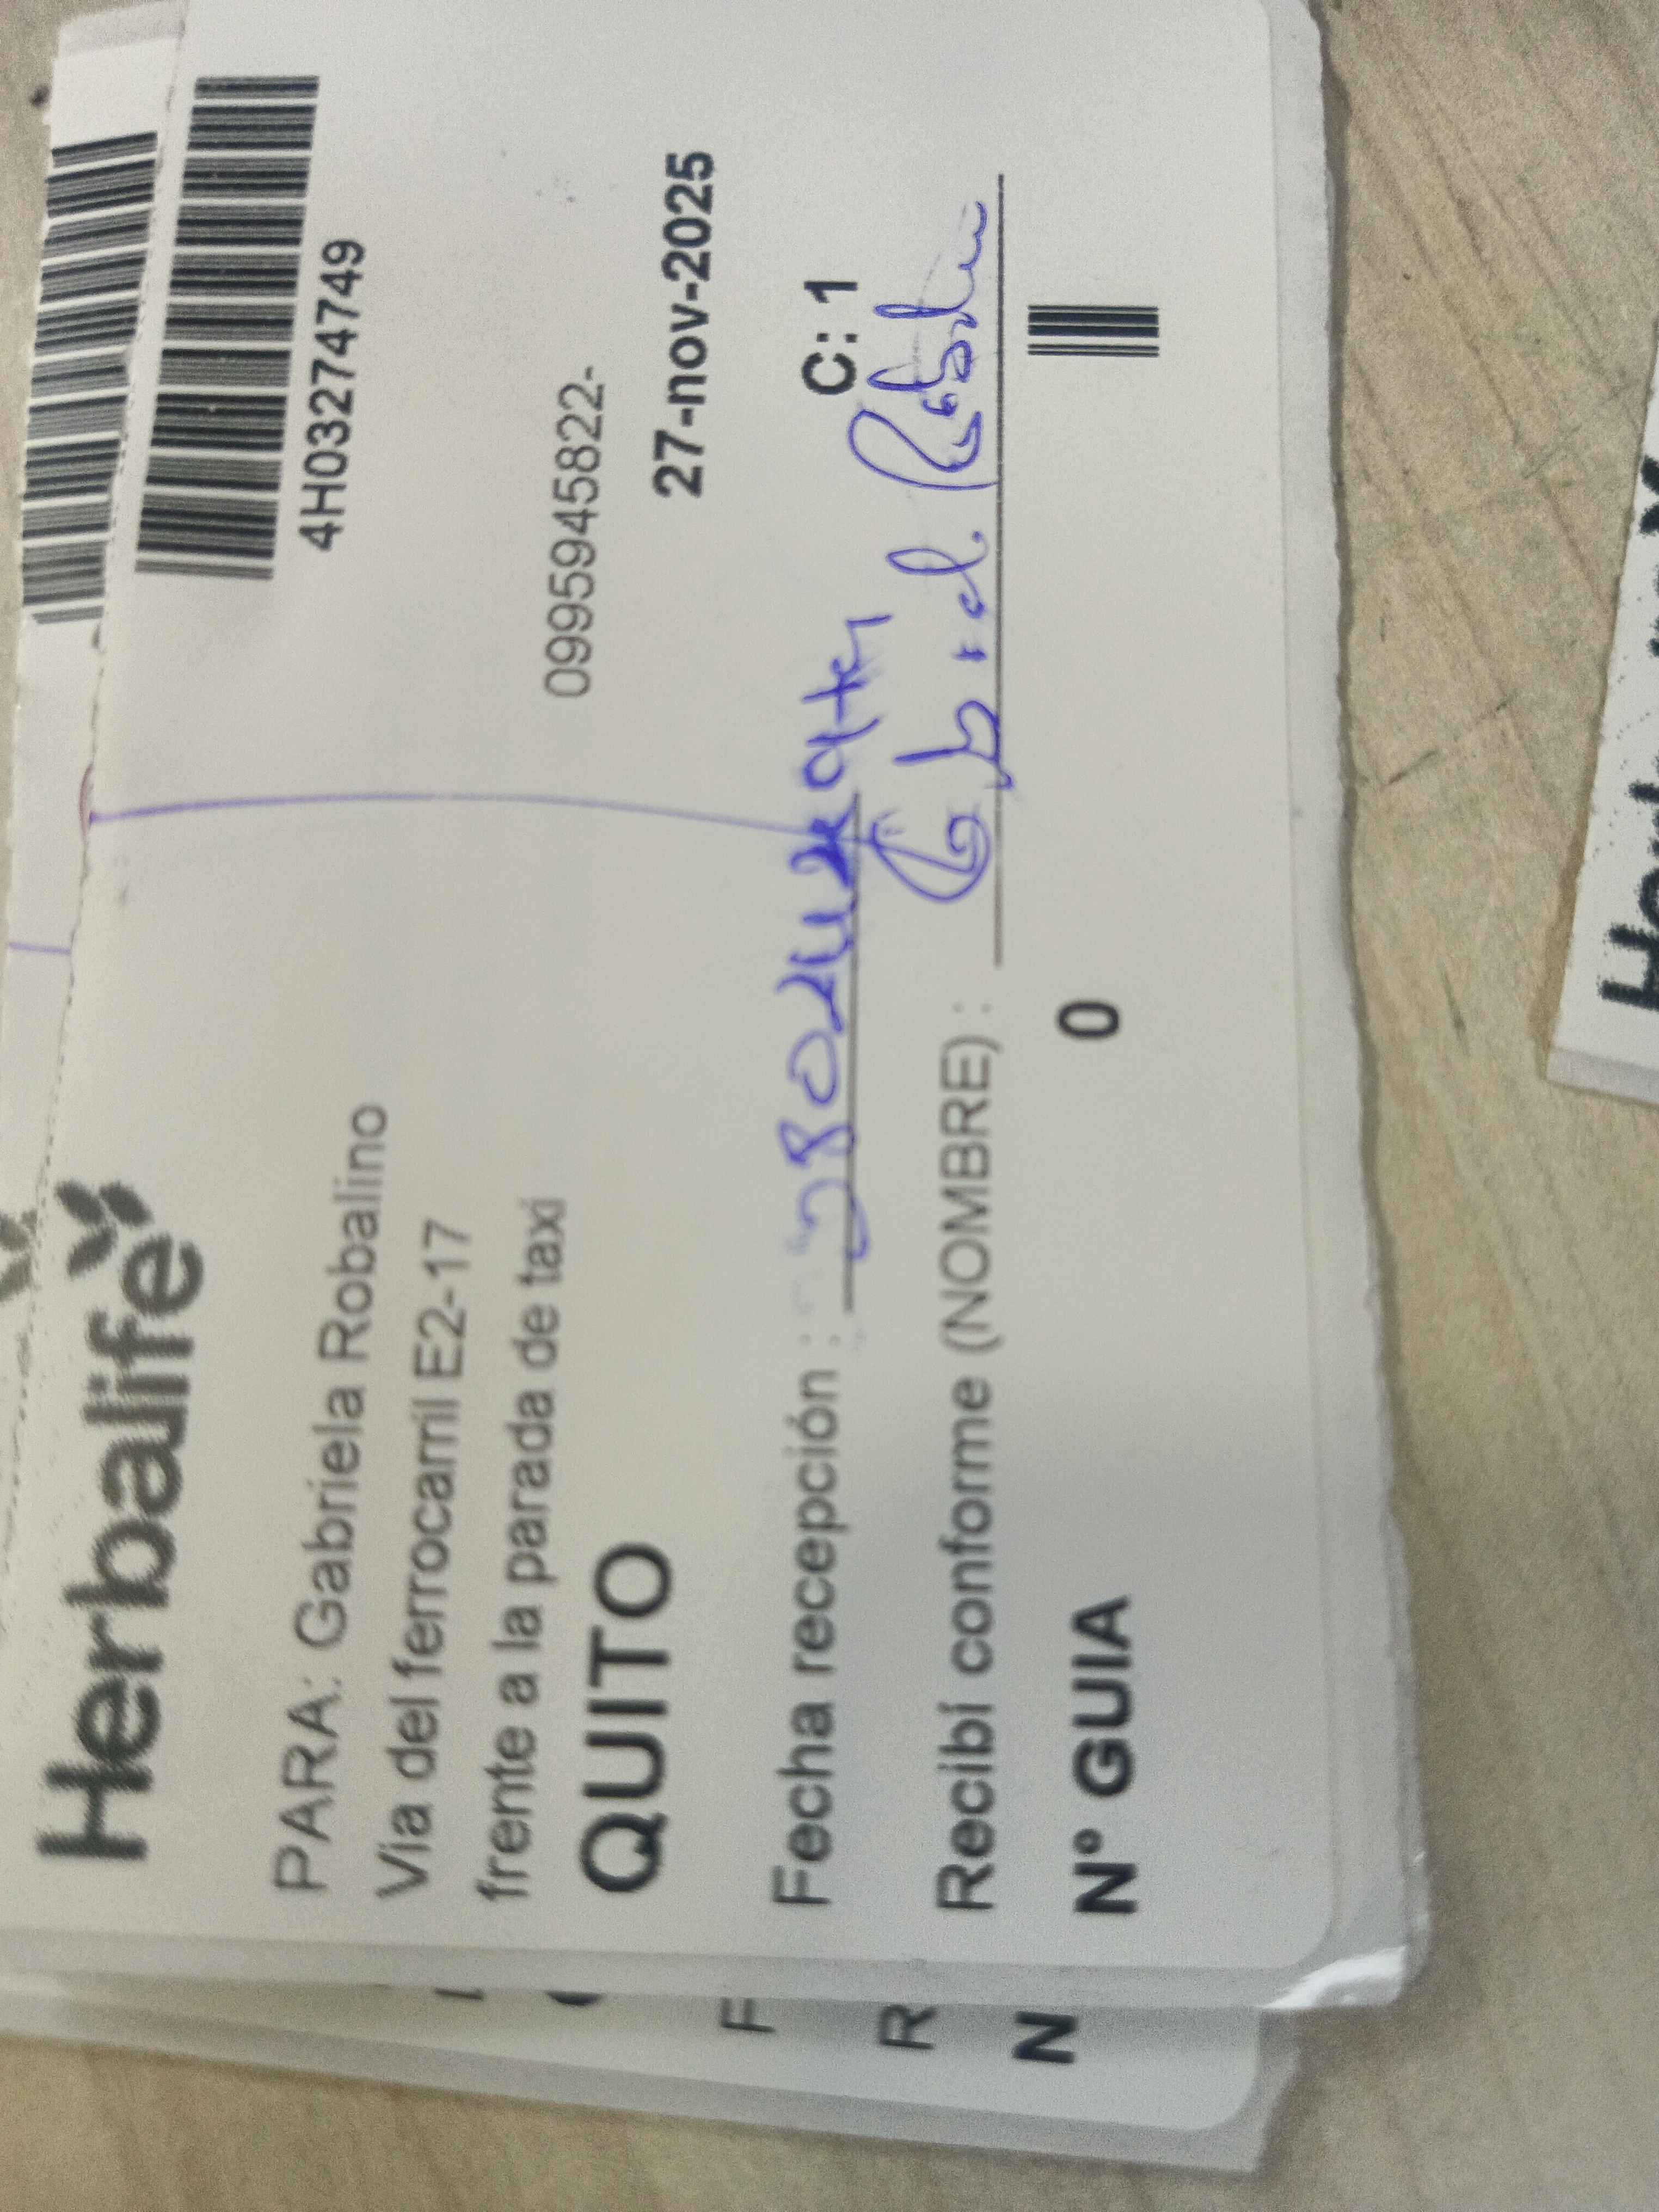 Herbalife
4H03274749
PARA: Gabriela Robalino
Via del ferrocarril E2-17
frente a la parada de taxi
0995945822-
QUITO
27-nov-2025
C: 1
Fecha recepción :
Recibí conforme (NOMBRE) :
N° GUIA 0
F
R
N